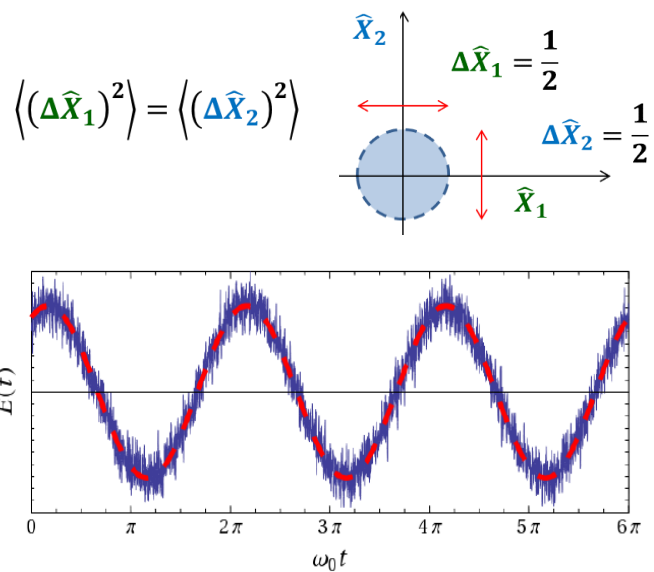 X̂₂
ΔX̂₁ = 1/2
⟨(ΔX̂₁)²⟩ = ⟨(ΔX̂₂)²⟩
ΔX̂₂ = 1/2
X̂₁
E(t)
0 π 2π 3π 4π 5π 6π
ω₀t